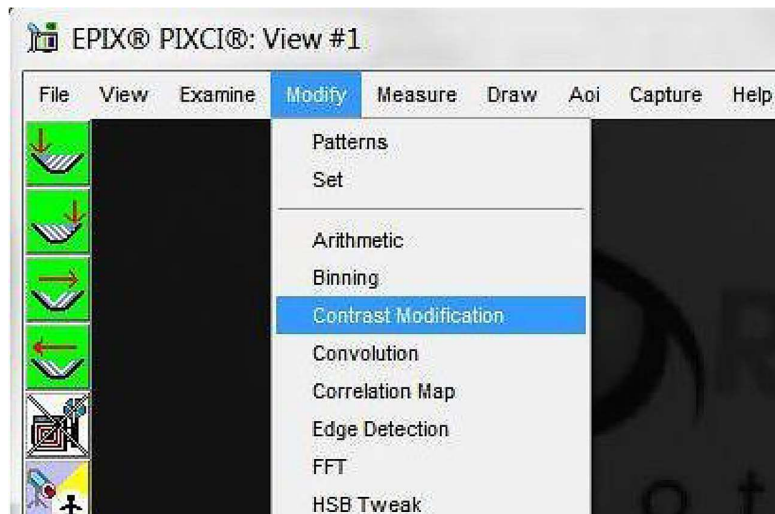 EPIX® PIXCI®: View #1
File View Examine Modify Measure Draw Aoi Capture Help
Patterns
Set
Arithmetic
Binning
Contrast Modification
Convolution
Correlation Map
Edge Detection
FFT
HSB Tweak